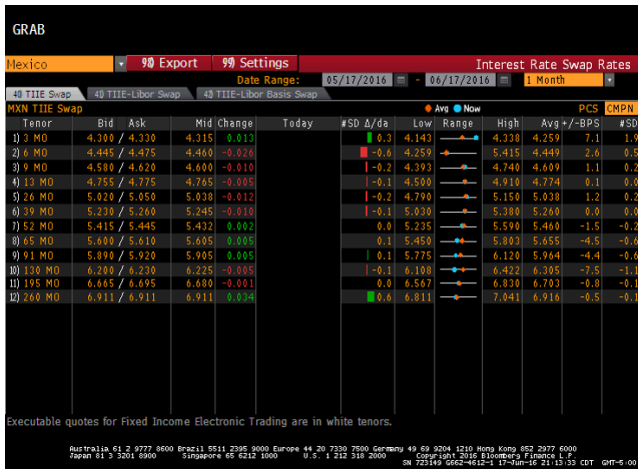 GRAB
Mexico 98) Export 99) Settings Interest Rate Swap Rates
Date Range: 05/17/2016 - 06/17/2016 1 Month
40 TIIE Swap 41) TIIE-Libor Swap 43) TIIE-Libor Basis Swap
MXN TIIE Swap Avg Now PCS CMPN
Tenor Bid Ask Mid Change Today #SD Δ/da Low Range High Avg +/-BPS #SD
1) 3 MO 4.300 / 4.330 4.315 0.013 0.3 4.143 4.338 4.259 7.1 1.9
2) 6 MO 4.445 / 4.475 4.460 -0.026 -0.6 4.259 5.415 4.449 2.6 0.5
3) 9 MO 4.580 / 4.620 4.600 -0.010 -0.2 4.393 4.740 4.609 1.1 0.2
4) 13 MO 4.755 / 4.775 4.765 -0.005 -0.1 4.500 4.910 4.774 0.1 0.0
5) 26 MO 5.020 / 5.050 5.038 -0.012 -0.2 4.790 5.150 5.038 1.2 0.2
6) 39 MO 5.230 / 5.260 5.245 -0.010 -0.1 5.030 5.380 5.260 0.0 0.0
7) 52 MO 5.415 / 5.445 5.432 0.002 0.0 5.235 5.590 5.460 -1.5 -0.2
8) 65 MO 5.600 / 5.610 5.605 0.005 0.1 5.450 5.803 5.655 -4.5 -0.6
9) 91 MO 5.890 / 5.920 5.905 0.005 0.1 5.775 6.120 5.964 -4.4 -0.6
10) 130 MO 6.200 / 6.230 6.225 -0.005 -0.1 6.108 6.422 6.305 -7.5 -1.1
11) 195 MO 6.665 / 6.695 6.680 -0.001 0.0 6.567 6.830 6.703 -0.8 -0.1
12) 260 MO 6.911 / 6.911 6.911 0.034 0.6 6.811 7.041 6.916 -0.5 -0.1
Executable quotes for Fixed Income Electronic Trading are in white tenors.
Australia 61 2 9777 8600 Brazil 5511 2395 9000 Europe 44 20 7330 7500 Germany 49 69 9204 1210 Hong Kong 852 2977 6000
Japan 81 3 3201 8900 Singapore 65 6212 1000 U.S. 1 212 318 2000 Copyright 2016 Bloomberg Finance L.P.
SN 723149 G662-4612-1 17-Jun-16 21:13:33 CDT GMT-5:00